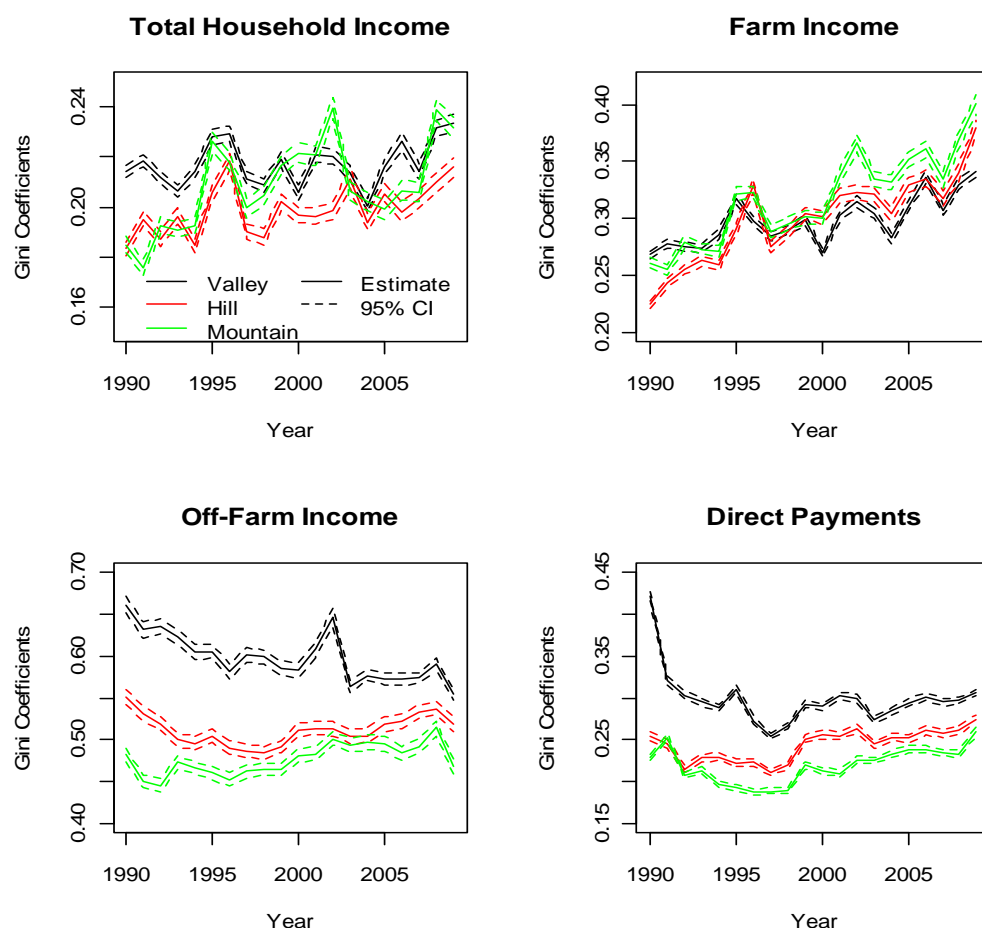 Total Household Income
Gini Coefficients
0.24
0.20
0.16
Valley
Hill
Mountain
Estimate
95% CI
1990 1995 2000 2005
Year
Farm Income
Gini Coefficients
0.40
0.35
0.30
0.25
0.20
1990 1995 2000 2005
Year
Off-Farm Income
Gini Coefficients
0.70
0.60
0.50
0.40
1990 1995 2000 2005
Year
Direct Payments
Gini Coefficients
0.45
0.35
0.25
0.15
1990 1995 2000 2005
Year